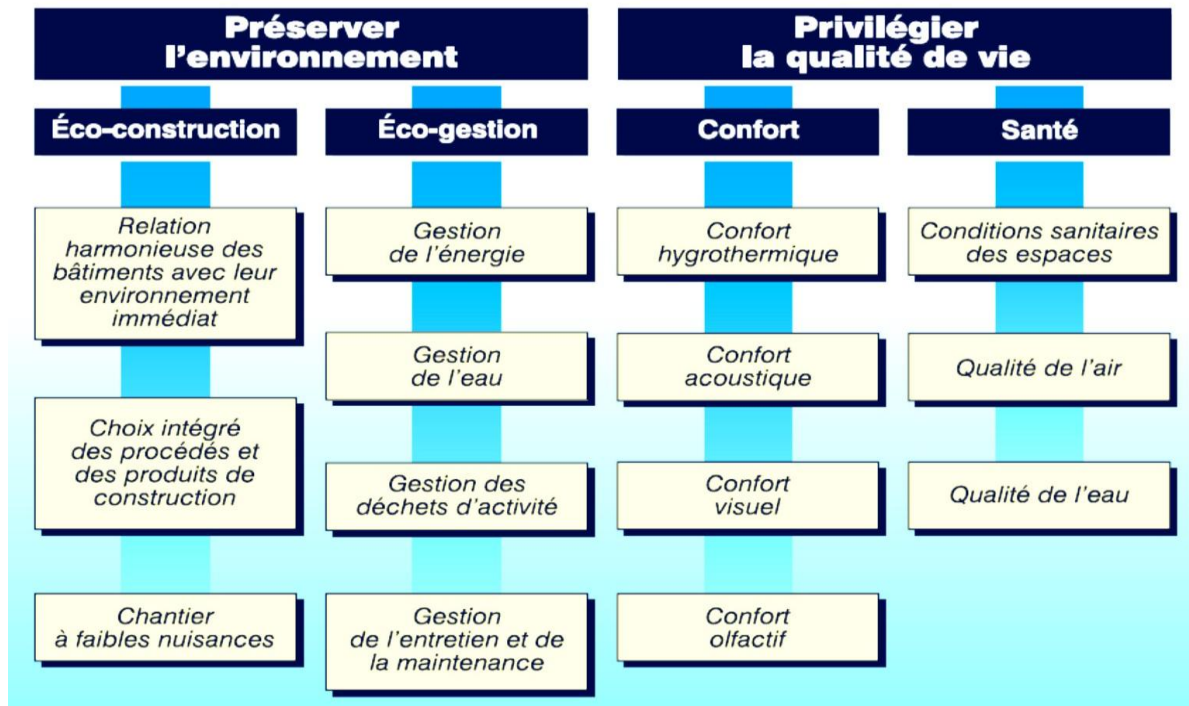 Préserver
l'environnement
Privilégier
la qualité de vie
Éco-construction
Éco-gestion
Confort
Santé
Relation
harmonieuse des
bâtiments avec leur
environnement
immédiat
Choix intégré
des procédés et
des produits de
construction
Chantier
à faibles nuisances
Gestion
de l'énergie
Gestion
de l'eau
Gestion des
déchets d'activité
Gestion
de l'entretien et de
la maintenance
Confort
hygrothermique
Confort
acoustique
Confort
visuel
Confort
olfactif
Conditions sanitaires
des espaces
Qualité de l'air
Qualité de l'eau